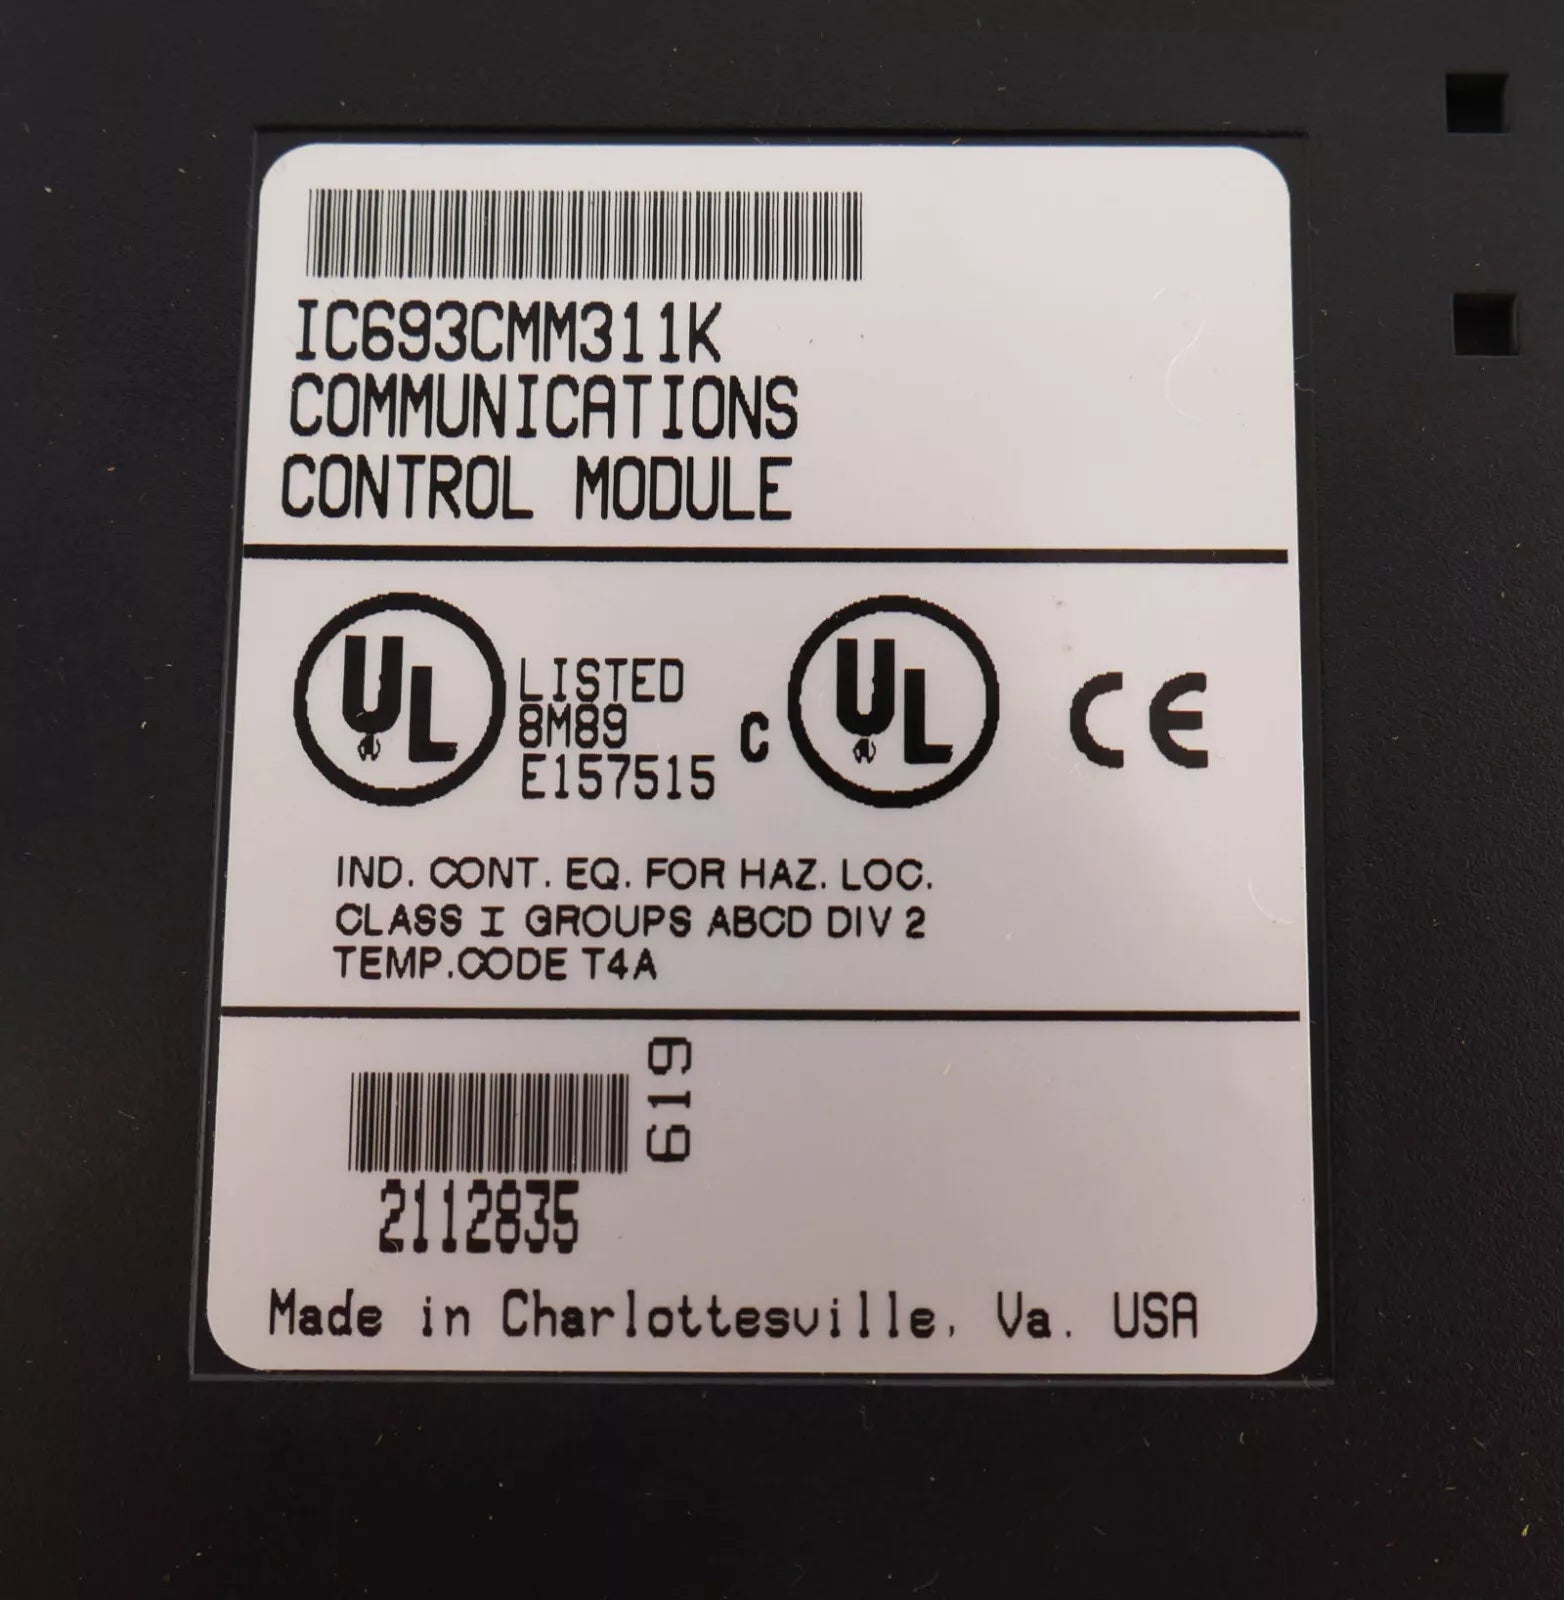 IC693CMM311K
COMMUNICATIONS
CONTROL MODULE
UL
LISTED
8M89
E157515
C UL
CE
IND. CONT. EQ. FOR HAZ. LOC.
CLASS I GROUPS ABCD DIV 2
TEMP.CODE T4A
619
2112835
Made in Charlottesville, Va. USA